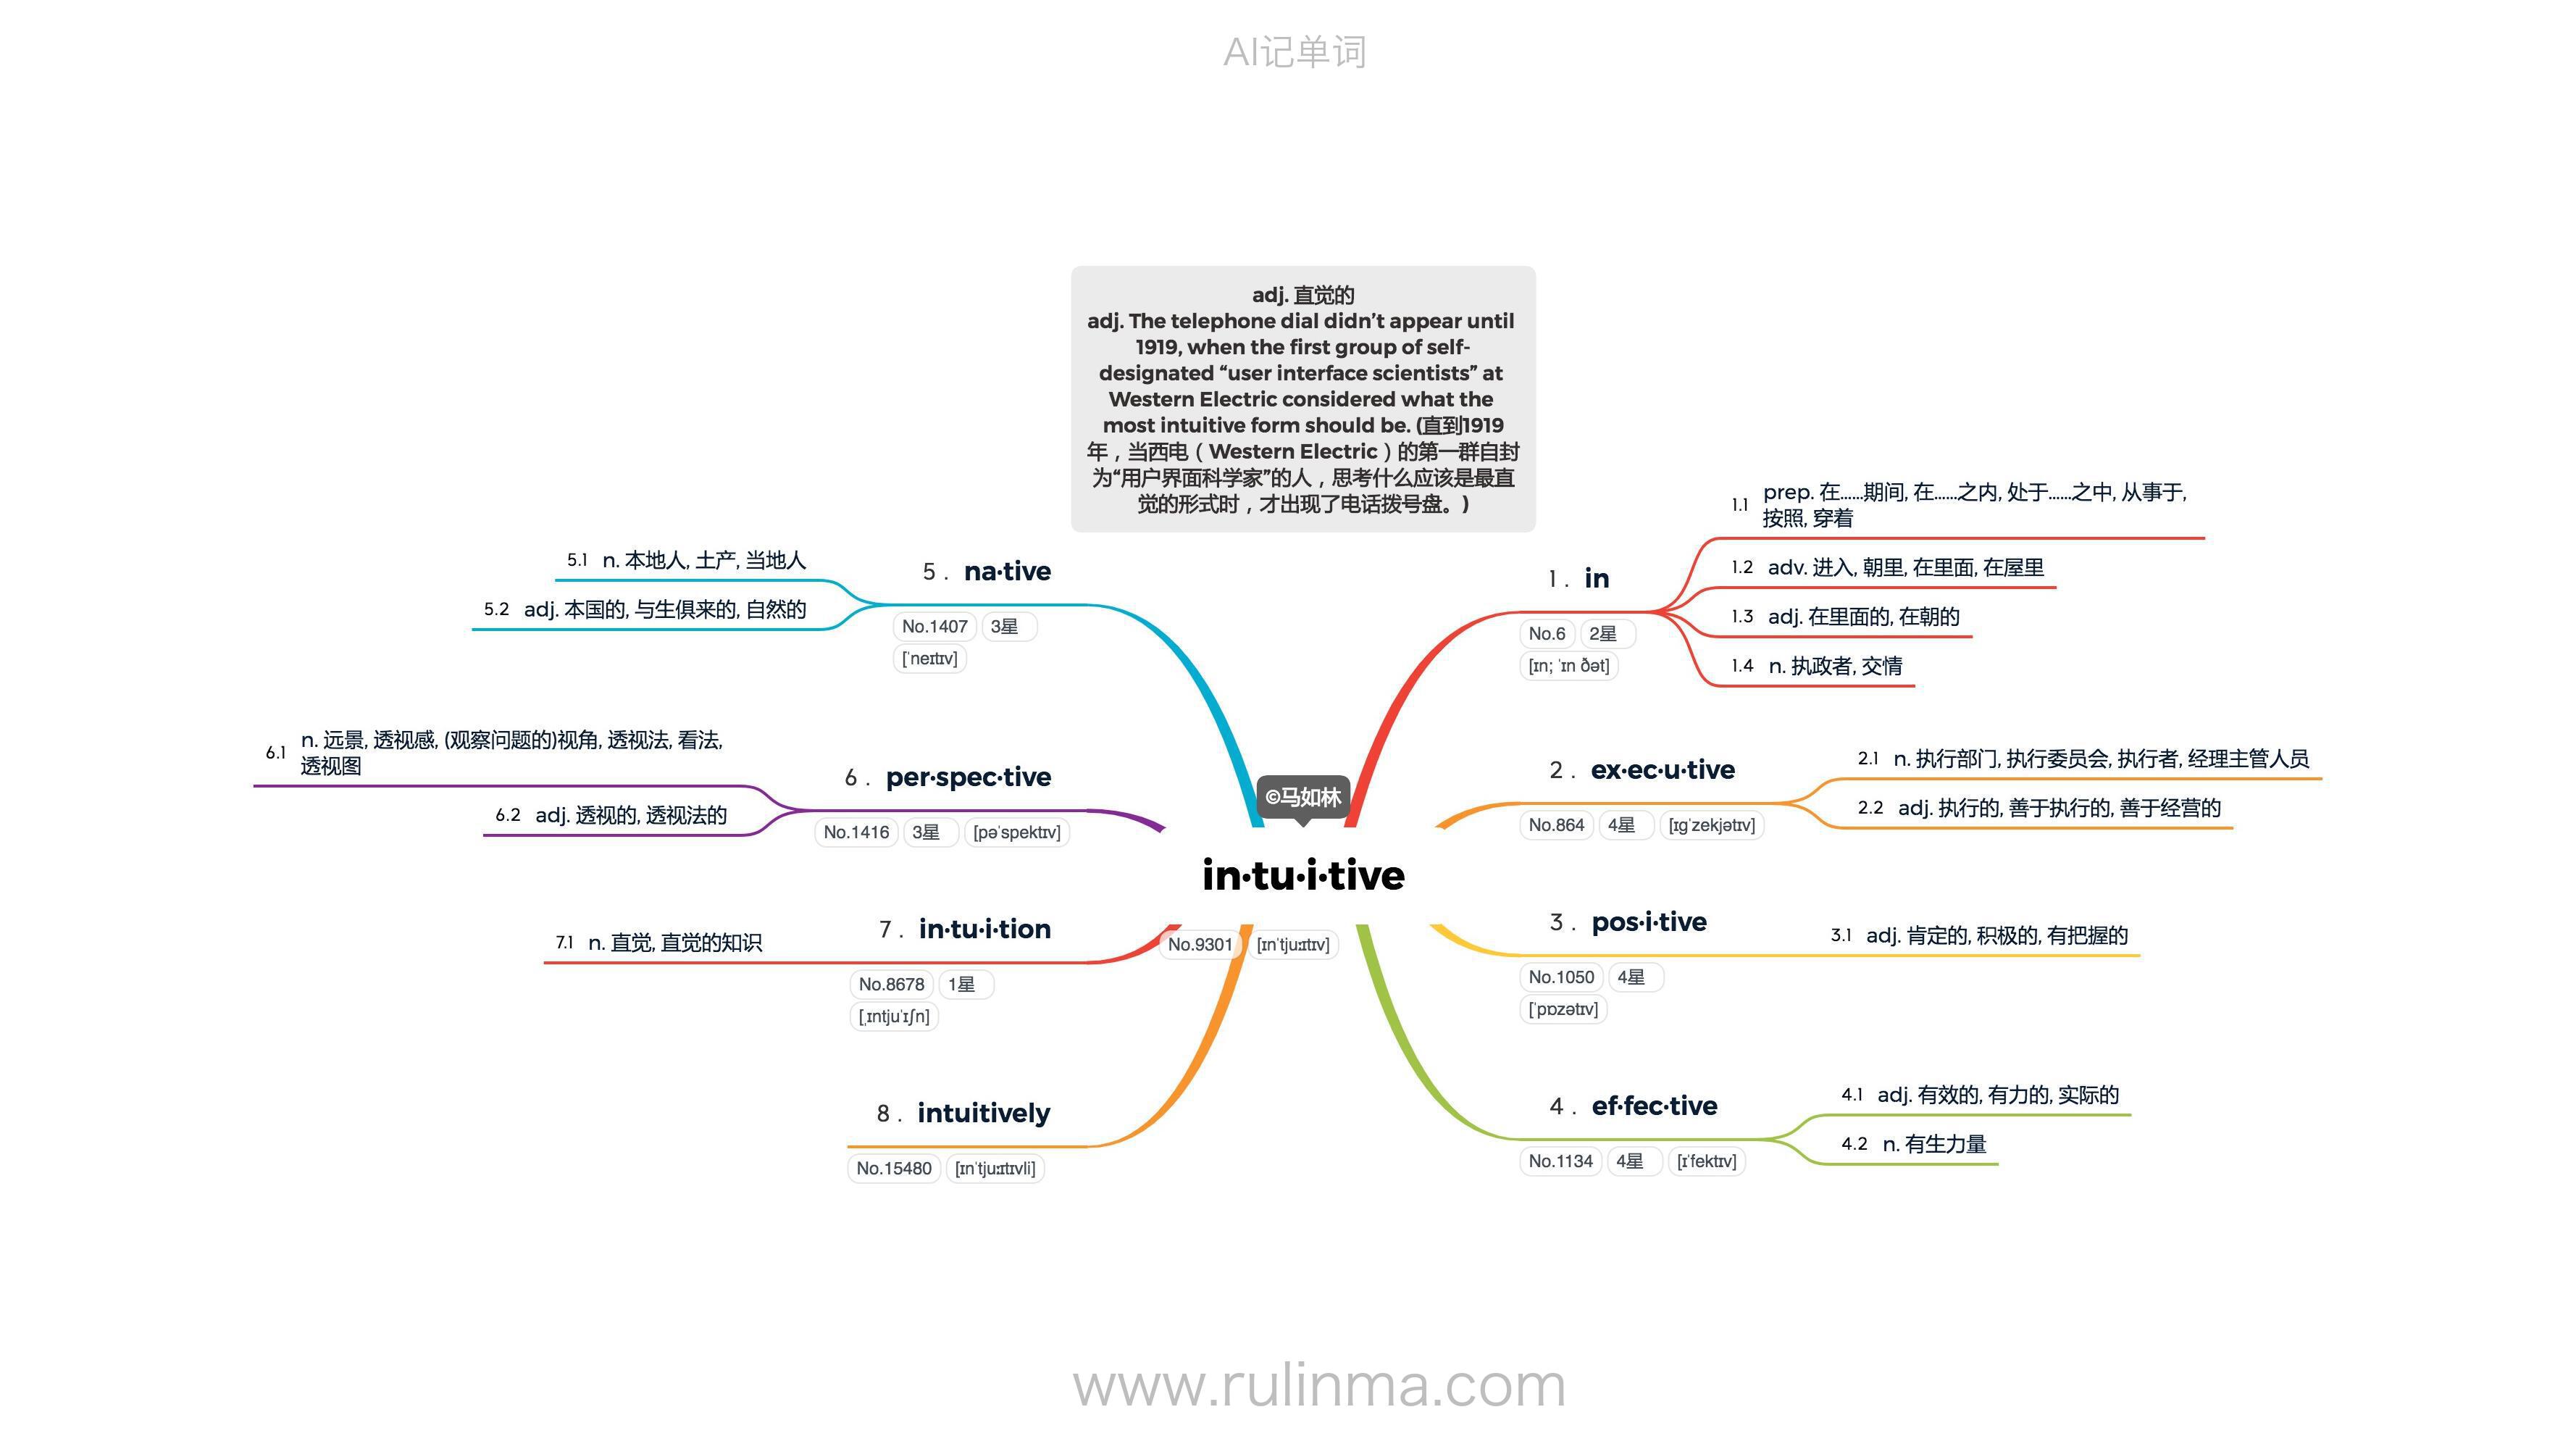 AI记单词
adj. 直觉的
adj. The telephone dial didn’t appear until
1919, when the first group of self-
designated “user interface scientists” at
Western Electric considered what the
most intuitive form should be. (直到1919
年，当西电（Western Electric）的第一群自封
为“用户界面科学家”的人，思考什么应该是最直
觉的形式时，才出现了电话拨号盘。)
©马如林
in·tu·i·tive
No.9301 [ɪnˈtjuːɪtɪv]
1 . in
No.6 2星
[ɪn; ˈɪn ðət]
1.1 prep. 在……期间, 在……之内, 处于……之中, 从事于,
按照, 穿着
1.2 adv. 进入, 朝里, 在里面, 在屋里
1.3 adj. 在里面的, 在朝的
1.4 n. 执政者, 交情
2 . ex·ec·u·tive
No.864 4星 [ɪgˈzekjətɪv]
2.1 n. 执行部门, 执行委员会, 执行者, 经理主管人员
2.2 adj. 执行的, 善于执行的, 善于经营的
3 . pos·i·tive
No.1050 4星
[ˈpɒzətɪv]
3.1 adj. 肯定的, 积极的, 有把握的
4 . ef·fec·tive
No.1134 4星 [ɪˈfektɪv]
4.1 adj. 有效的, 有力的, 实际的
4.2 n. 有生力量
5 . na·tive
No.1407 3星
[ˈneɪtɪv]
5.1 n. 本地人, 土产, 当地人
5.2 adj. 本国的, 与生俱来的, 自然的
6 . per·spec·tive
No.1416 3星 [pəˈspektɪv]
6.1 n. 远景, 透视感, (观察问题的)视角, 透视法, 看法,
透视图
6.2 adj. 透视的, 透视法的
7 . in·tu·i·tion
No.8678 1星
[ˌɪntjuˈɪʃn]
7.1 n. 直觉, 直觉的知识
8 . intuitively
No.15480 [ɪnˈtjuːɪtɪvli]
www.rulinma.com